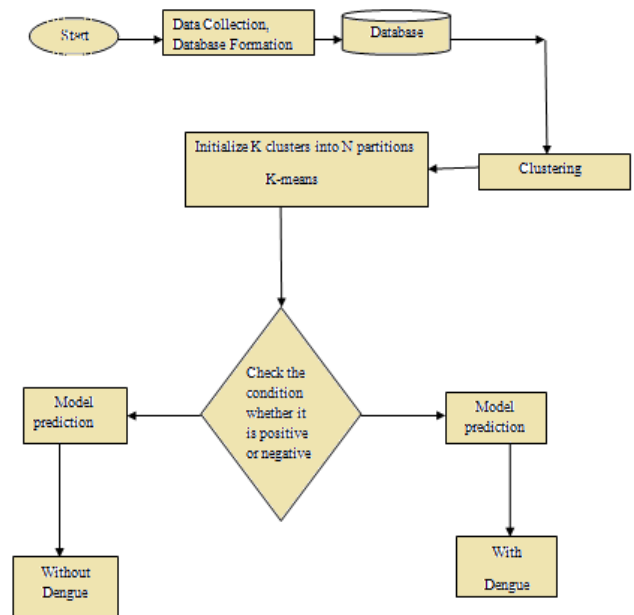 Start
Data Collection,
Database Formation
Database
Initialize K clusters into N partitions
K-means
Clustering
Check the
condition
whether it
is positive
or negative
Model
prediction
Model
prediction
Without
Dengue
With
Dengue